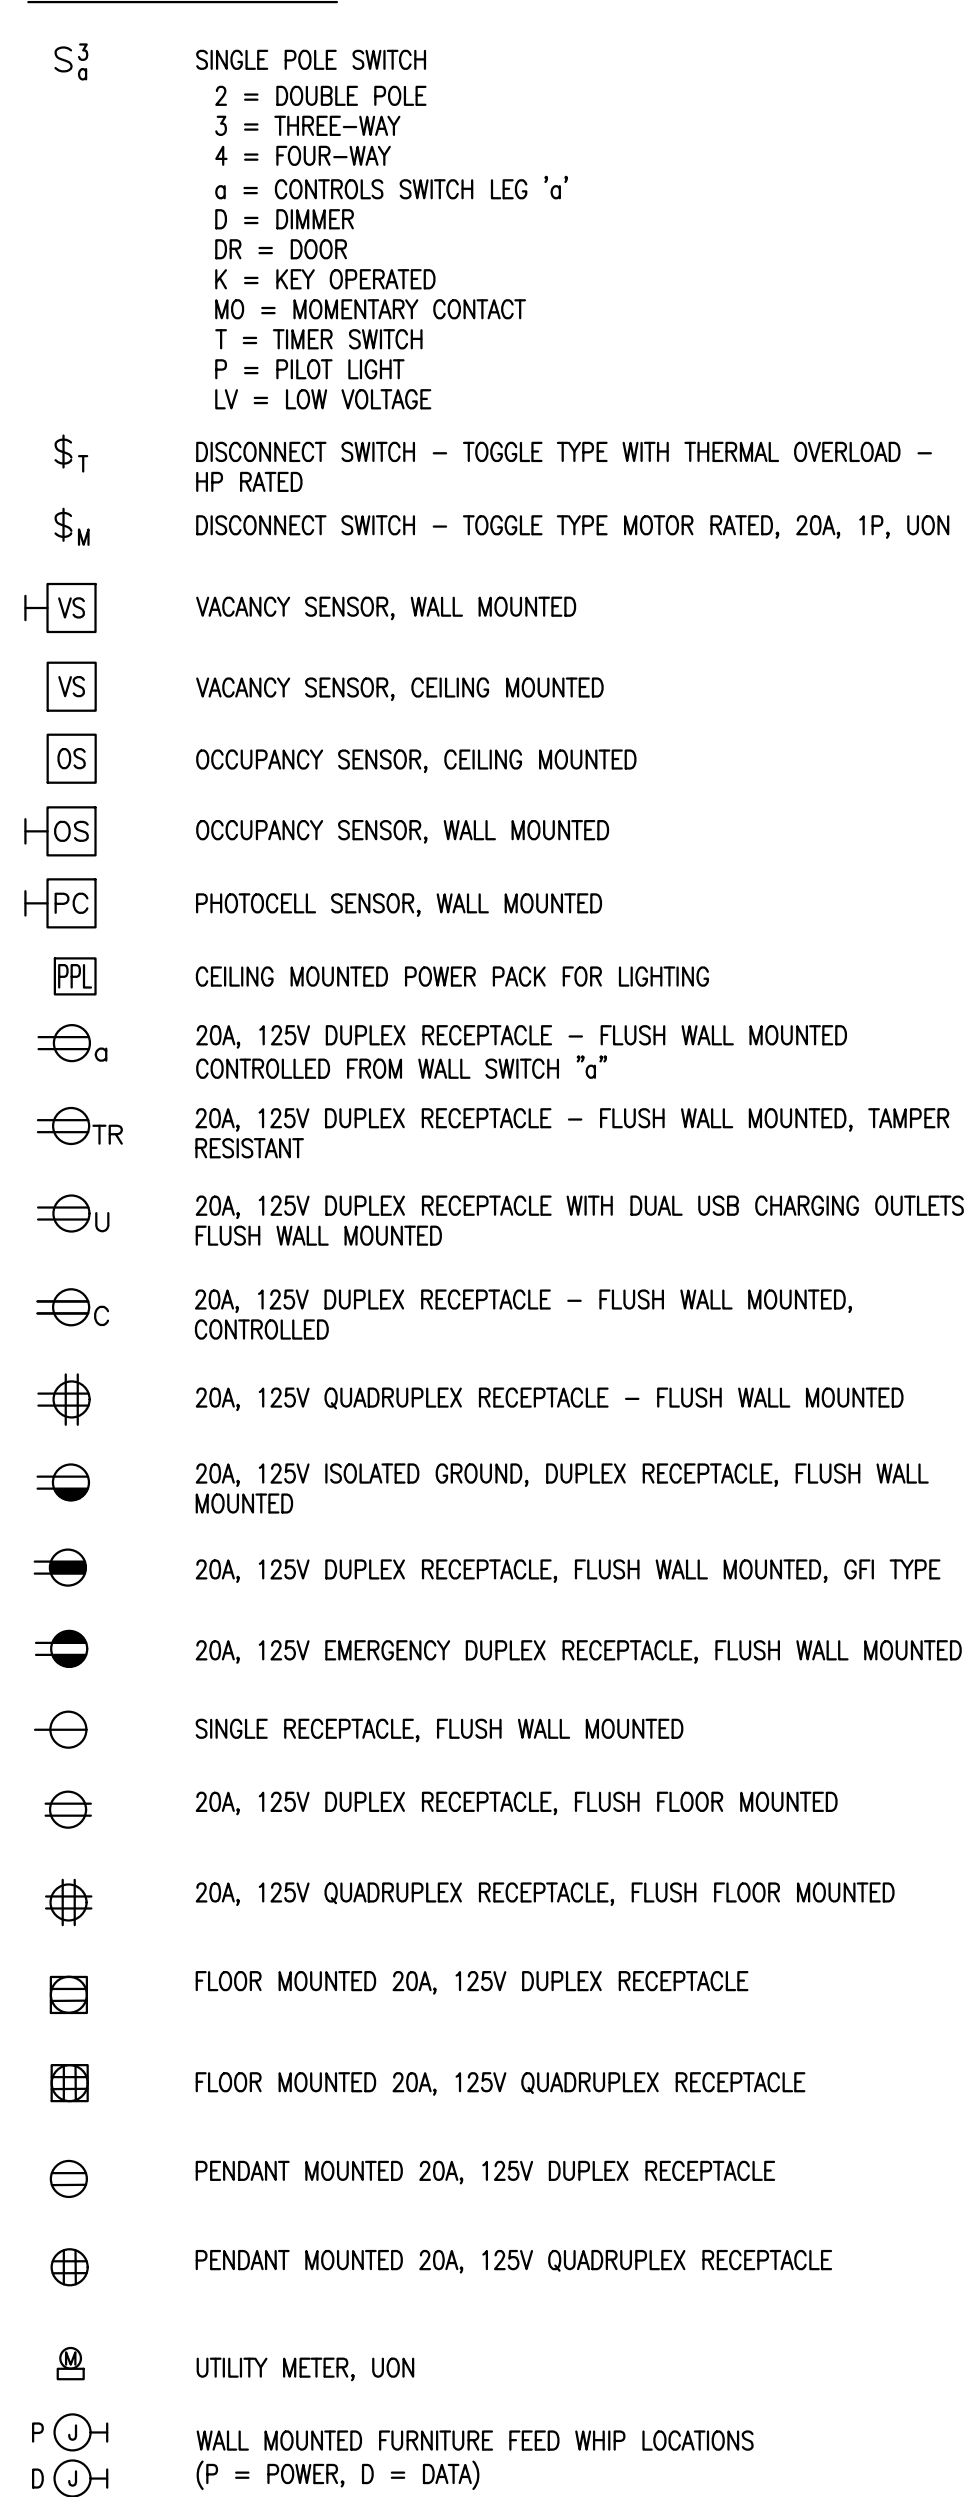 S 3 a SINGLE POLE SWITCH
2 = DOUBLE POLE
3 = THREE-WAY
4 = FOUR-WAY
a = CONTROLS SWITCH LEG 'a'
D = DIMMER
DR = DOOR
K = KEY OPERATED
MO = MOMENTARY CONTACT
T = TIMER SWITCH
P = PILOT LIGHT
LV = LOW VOLTAGE
$ T DISCONNECT SWITCH – TOGGLE TYPE WITH THERMAL OVERLOAD –
HP RATED
$ M DISCONNECT SWITCH – TOGGLE TYPE MOTOR RATED, 20A, 1P, UON
VS VACANCY SENSOR, WALL MOUNTED
VS VACANCY SENSOR, CEILING MOUNTED
OS OCCUPANCY SENSOR, CEILING MOUNTED
OS OCCUPANCY SENSOR, WALL MOUNTED
PC PHOTOCELL SENSOR, WALL MOUNTED
PPL CEILING MOUNTED POWER PACK FOR LIGHTING
a 20A, 125V DUPLEX RECEPTACLE – FLUSH WALL MOUNTED
CONTROLLED FROM WALL SWITCH "a"
TR 20A, 125V DUPLEX RECEPTACLE – FLUSH WALL MOUNTED, TAMPER
RESISTANT
U 20A, 125V DUPLEX RECEPTACLE WITH DUAL USB CHARGING OUTLETS
FLUSH WALL MOUNTED
C 20A, 125V DUPLEX RECEPTACLE – FLUSH WALL MOUNTED,
CONTROLLED
20A, 125V QUADRUPLEX RECEPTACLE – FLUSH WALL MOUNTED
20A, 125V ISOLATED GROUND, DUPLEX RECEPTACLE, FLUSH WALL
MOUNTED
20A, 125V DUPLEX RECEPTACLE, FLUSH WALL MOUNTED, GFI TYPE
20A, 125V EMERGENCY DUPLEX RECEPTACLE, FLUSH WALL MOUNTED
SINGLE RECEPTACLE, FLUSH WALL MOUNTED
20A, 125V DUPLEX RECEPTACLE, FLUSH FLOOR MOUNTED
20A, 125V QUADRUPLEX RECEPTACLE, FLUSH FLOOR MOUNTED
FLOOR MOUNTED 20A, 125V DUPLEX RECEPTACLE
FLOOR MOUNTED 20A, 125V QUADRUPLEX RECEPTACLE
PENDANT MOUNTED 20A, 125V DUPLEX RECEPTACLE
PENDANT MOUNTED 20A, 125V QUADRUPLEX RECEPTACLE
M UTILITY METER, UON
P J WALL MOUNTED FURNITURE FEED WHIP LOCATIONS
D J (P = POWER, D = DATA)